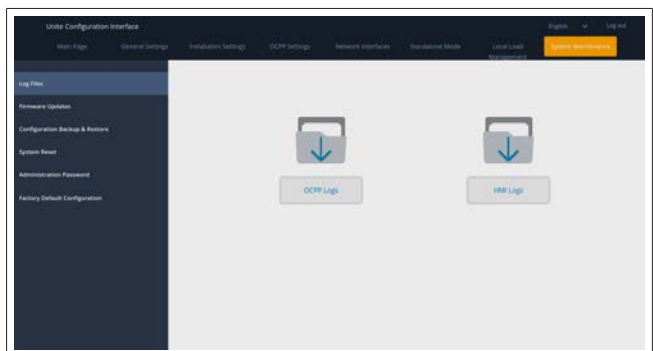 Unite Configuration Interface
English
Log out
Main Page
General Settings
Installation Settings
OCPP Settings
Network Interfaces
Standalone Mode
Local Load
Management
System Maintenance
Log Files
Firmware Updates
Configuration Backup & Restore
System Reset
Administration Password
Factory Default Configuration
OCPP Logs
HMI Logs